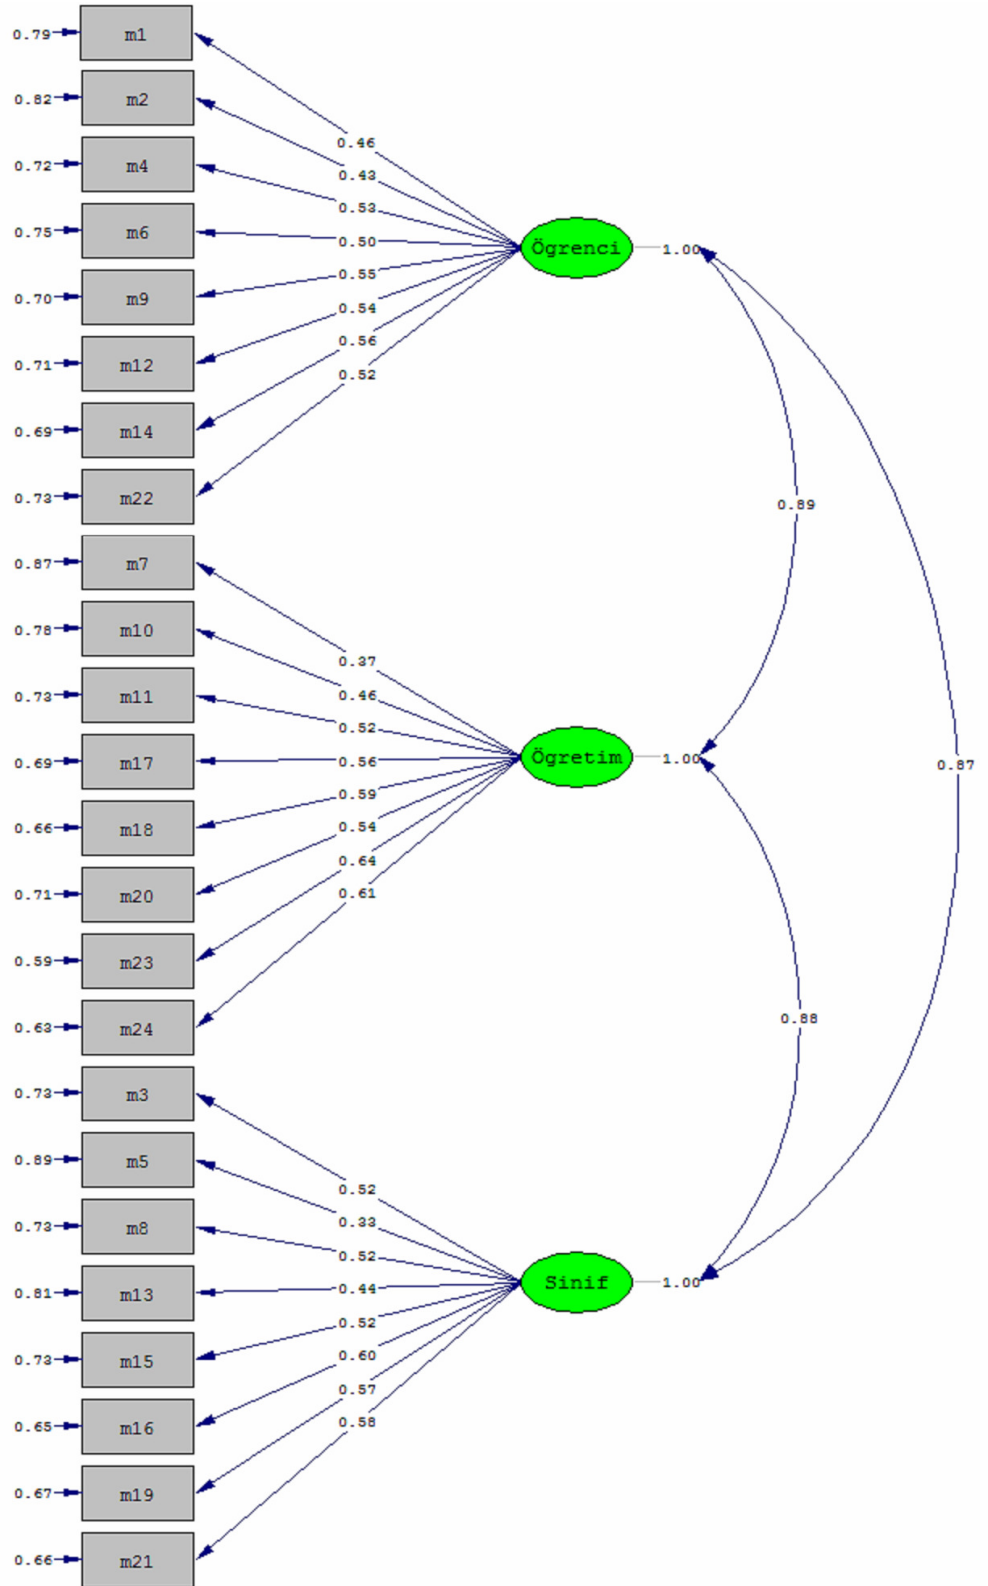 0.79 m1
0.82 m2
0.72 m4
0.46
0.43
0.53
0.75 m6
0.50
Ögrenci 1.00
0.55
0.70 m9
0.54
0.56
0.71 m12
0.52
0.69 m14
0.73 m22
0.89
0.87 m7
0.78 m10
0.37
0.46
0.73 m11
0.52
0.69 m17
0.56
Ögretim 1.00
0.87
0.59
0.66 m18
0.54
0.64
0.71 m20
0.61
0.59 m23
0.88
0.63 m24
0.73 m3
0.89 m5
0.52
0.33
0.73 m8
0.52
0.81 m13
0.44
Sinif 1.00
0.52
0.73 m15
0.60
0.57
0.65 m16
0.58
0.67 m19
0.66 m21